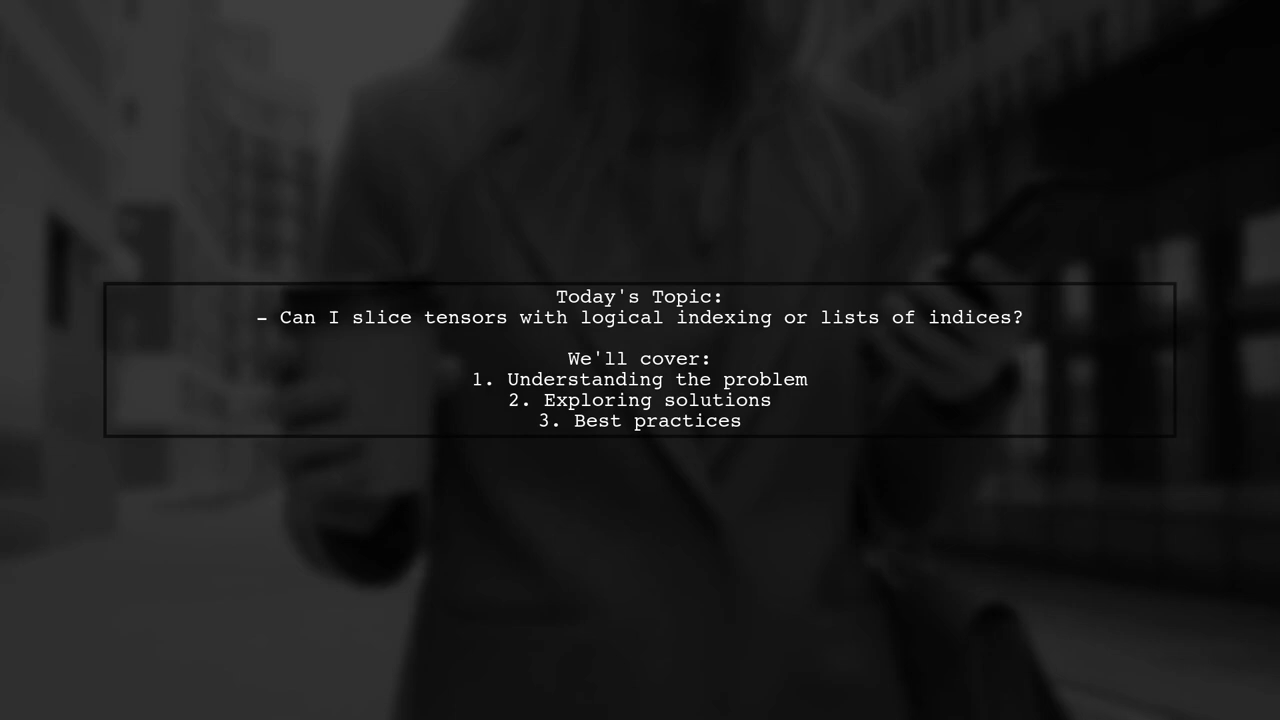 Today's Topic:
- Can I slice tensors with logical indexing or lists of indices?
We'll cover:
1. Understanding the problem
2. Exploring solutions
3. Best practices